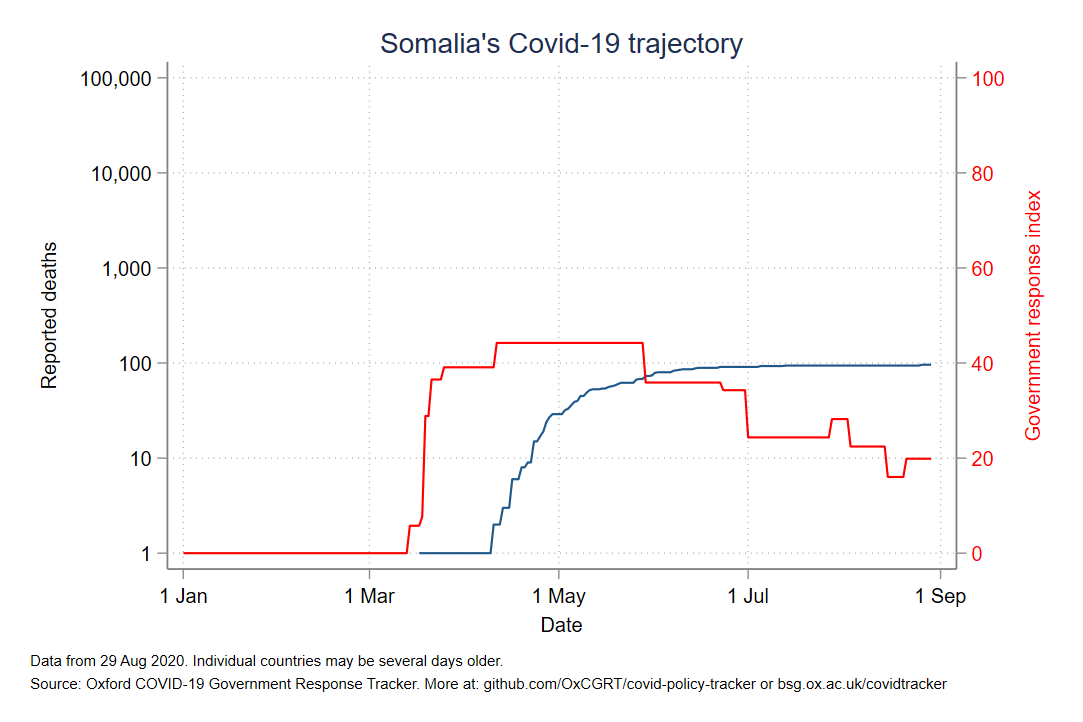 Somalia's Covid-19 trajectory
100,000
10,000
1,000
100
10
1
Reported deaths
100
80
60
40
20
0
Government response index
1 Jan
1 Mar
1 May
1 Jul
1 Sep
Date
Data from 29 Aug 2020. Individual countries may be several days older.
Source: Oxford COVID-19 Government Response Tracker. More at: github.com/OxCGRT/covid-policy-tracker or bsg.ox.ac.uk/covidtracker